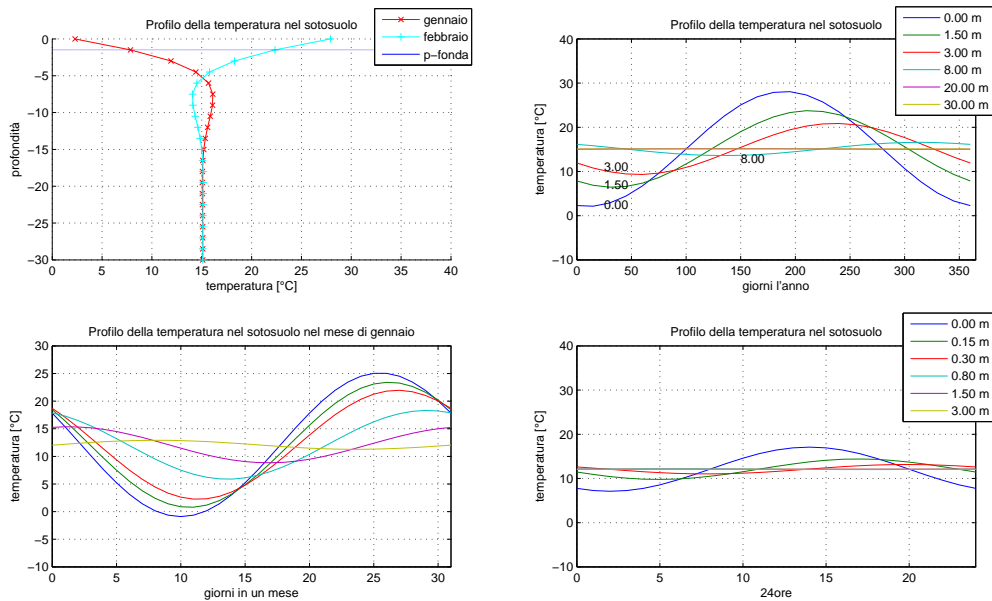 Profilo della temperatura nel sotosuolo
gennaio
febbraio
p−fonda
0
−5
−10
−15
−20
−25
−30
profondità
0 5 10 15 20 25 30 35 40
temperatura [°C]
Profilo della temperatura nel sotosuolo
0.00 m
1.50 m
3.00 m
8.00 m
20.00 m
30.00 m
40
30
20
10
0
−10
temperatura [°C]
3.00
8.00
1.50
0.00
0 50 100 150 200 250 300 350
giorni l'anno
Profilo della temperatura nel sotosuolo nel mese di gennaio
30
25
20
15
10
5
0
−5
−10
temperatura [°C]
0 5 10 15 20 25 30
giorni in un mese
Profilo della temperatura nel sotosuolo
0.00 m
0.15 m
0.30 m
0.80 m
1.50 m
3.00 m
40
30
20
10
0
−10
temperatura [°C]
0 5 10 15 20
24ore